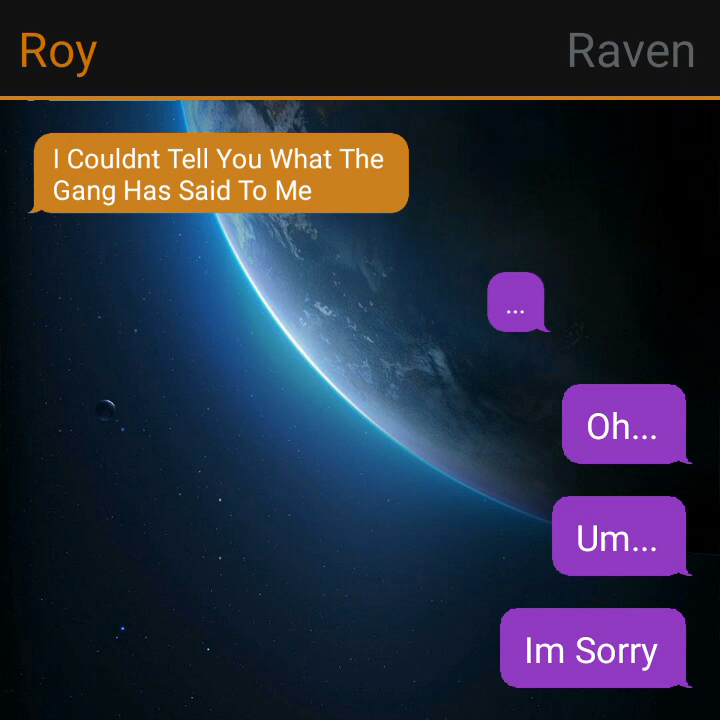 Roy
Raven
I Couldnt Tell You What The
Gang Has Said To Me
...
Oh...
Um...
Im Sorry